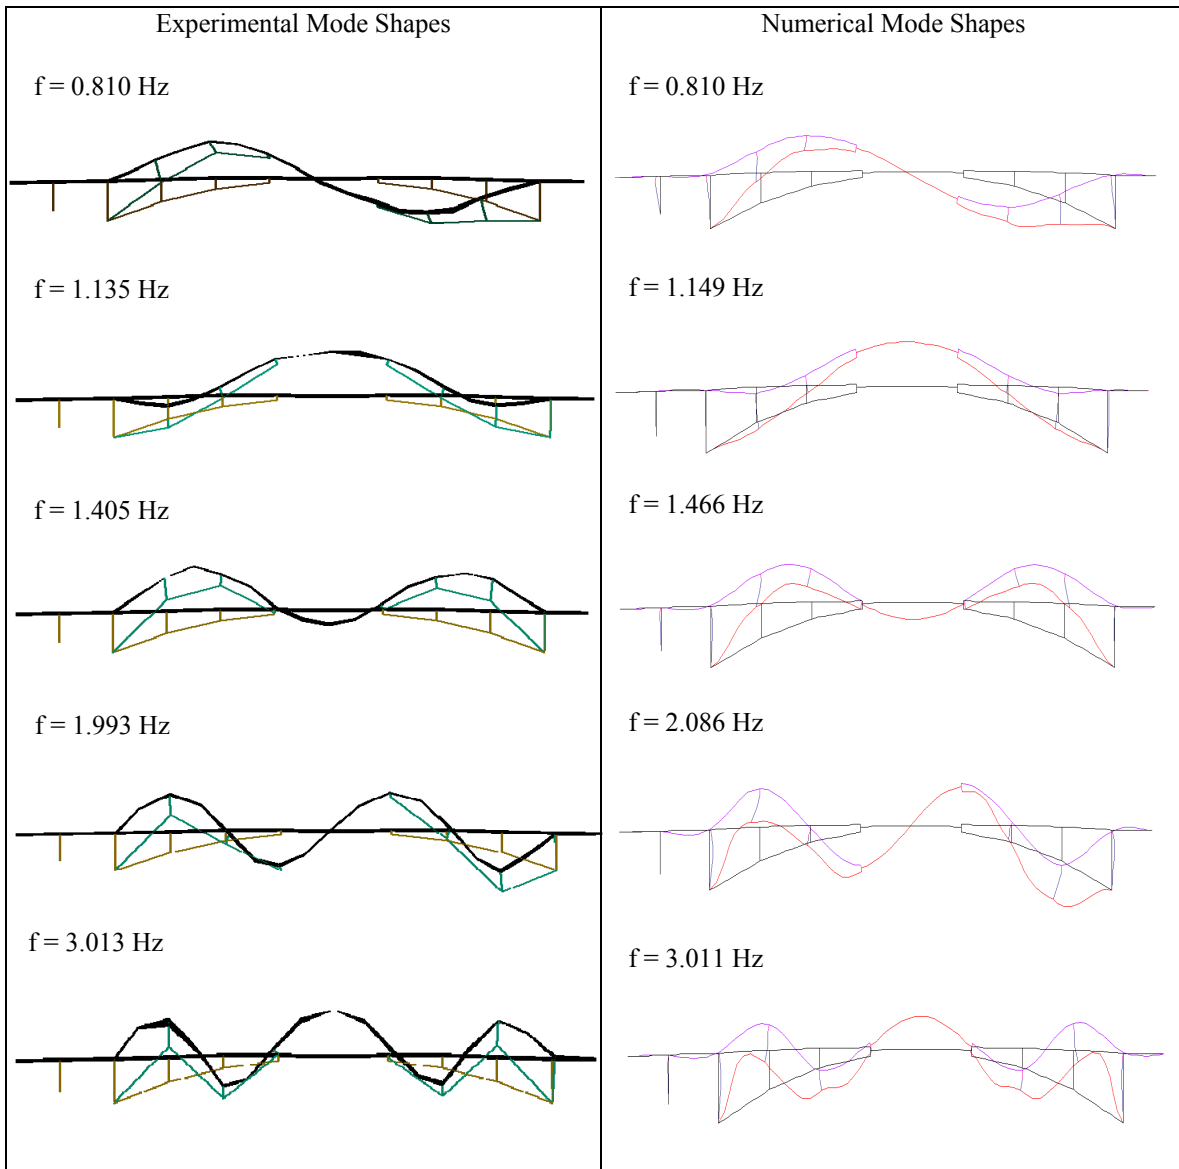 Experimental Mode Shapes
Numerical Mode Shapes
f = 0.810 Hz
f = 0.810 Hz
f = 1.135 Hz
f = 1.149 Hz
f = 1.405 Hz
f = 1.466 Hz
f = 1.993 Hz
f = 2.086 Hz
f = 3.013 Hz
f = 3.011 Hz